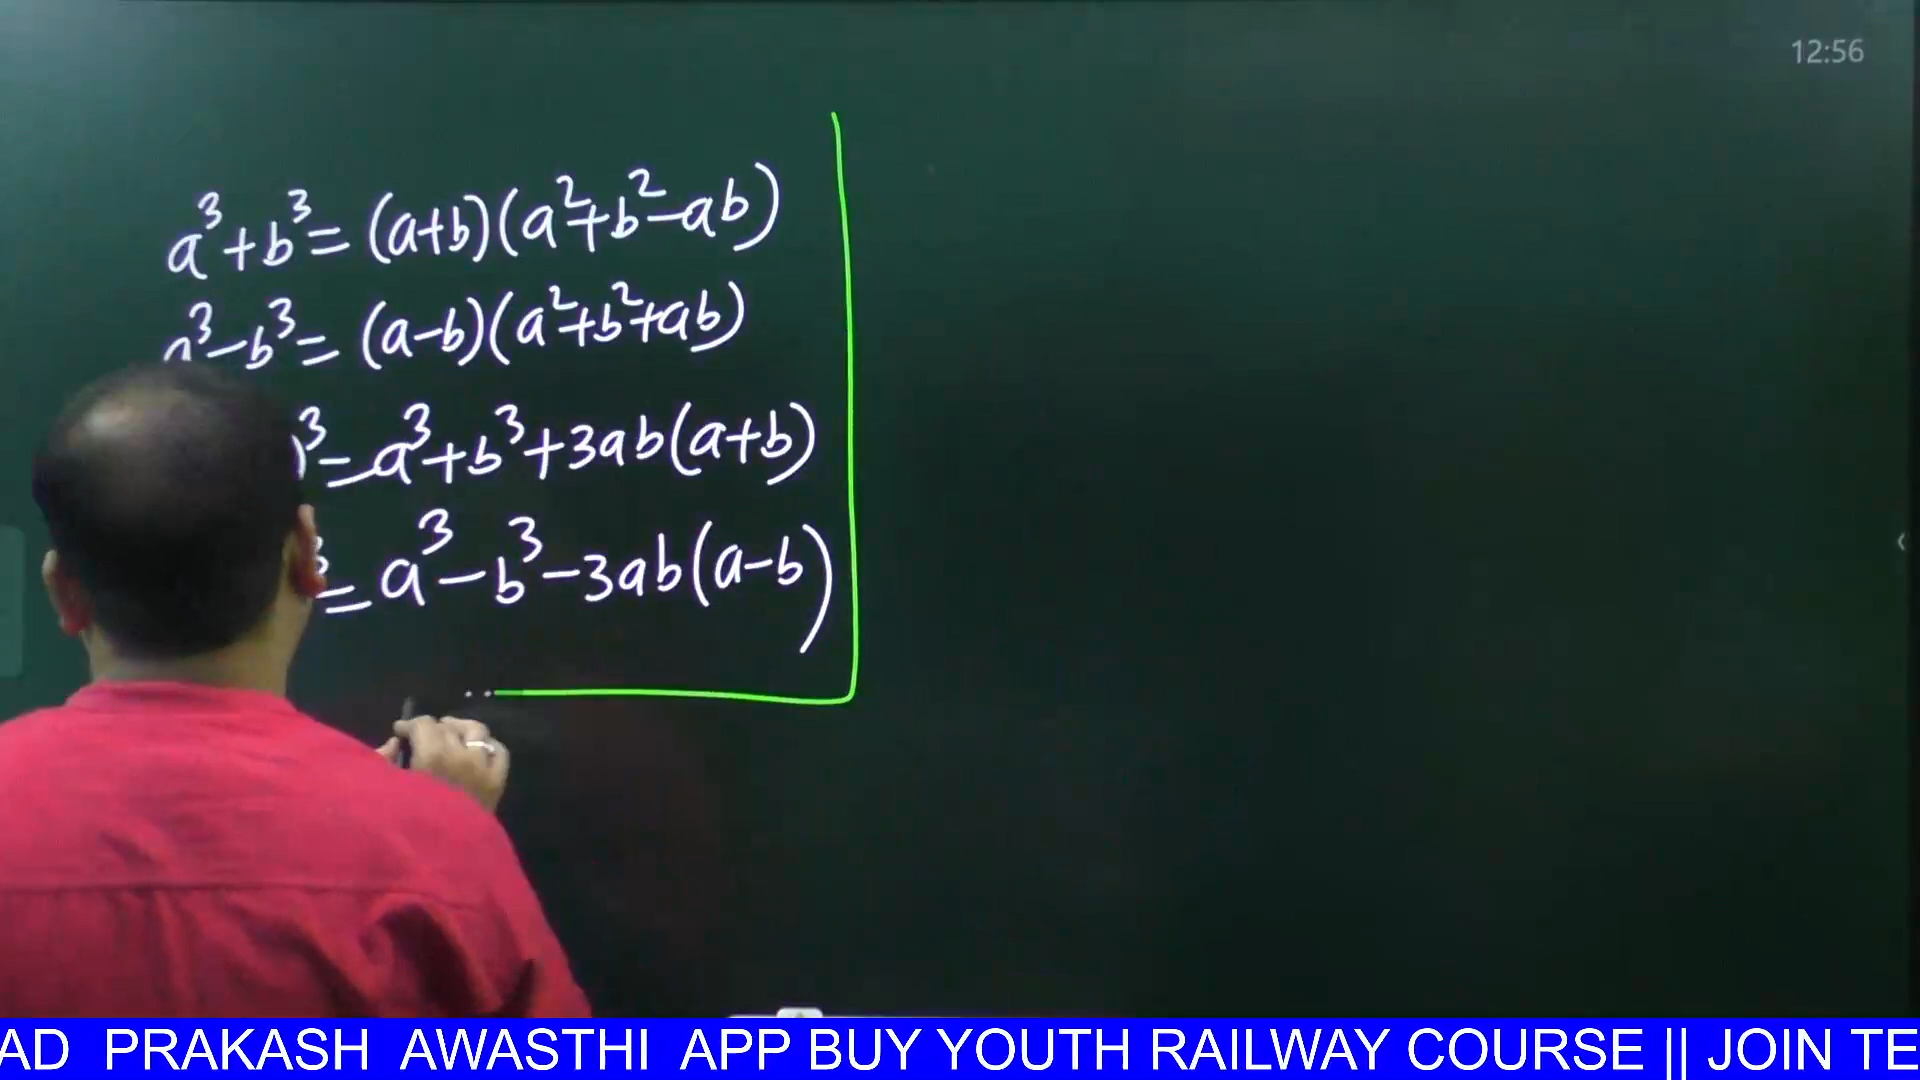 12:56
a³+b³= (a+b)(a²+b²-ab)
a³-b³= (a-b)(a²+b²+ab)
)³=a³+b³+3ab(a+b)
³=a³-b³-3ab(a-b)
AD PRAKASH AWASTHI APP BUY YOUTH RAILWAY COURSE || JOIN TE